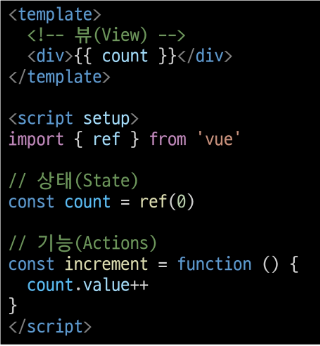 <template>
<!-- 뷰(View) -->
<div>{{ count }}</div>
</template>
<script setup>
import { ref } from 'vue'
// 상태(State)
const count = ref(0)
// 기능(Actions)
const increment = function () {
count.value++
}
</script>